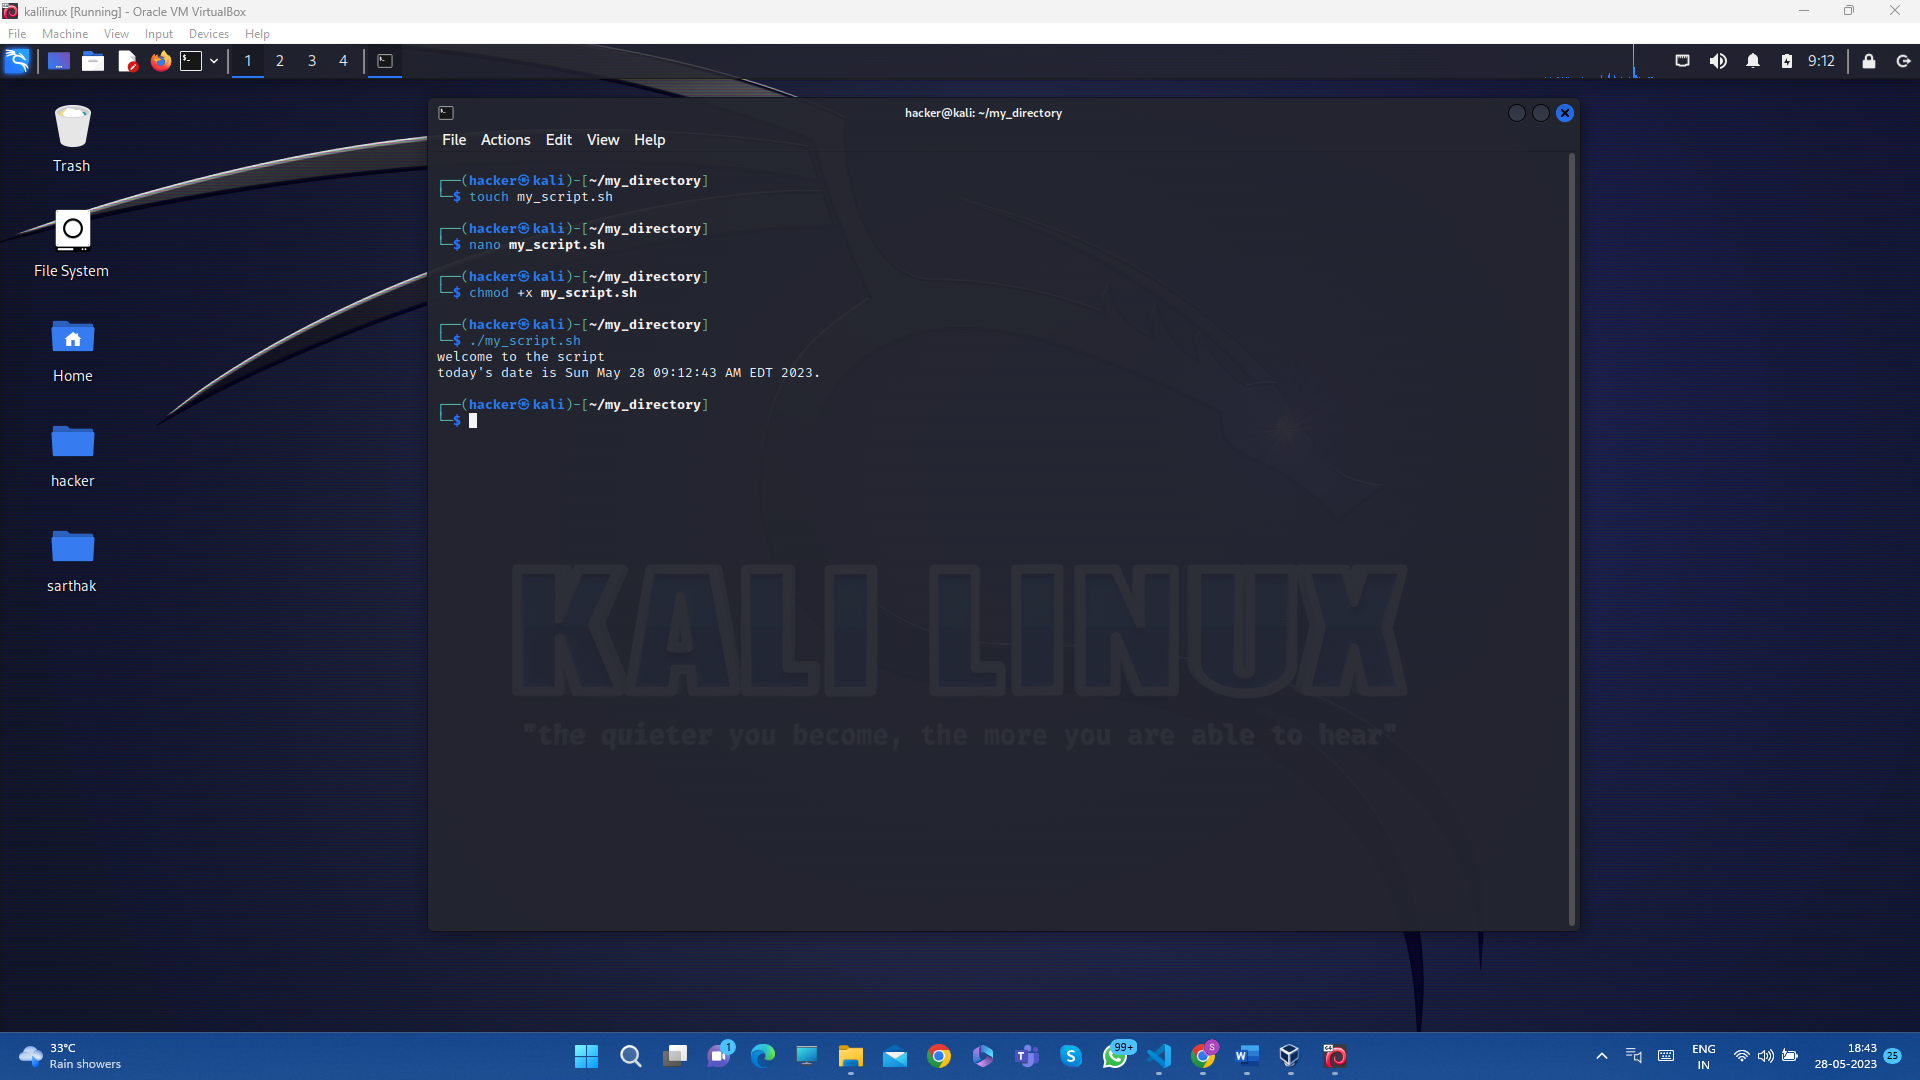 kalilinux [Running] - Oracle VM VirtualBox
File Machine View Input Devices Help
1 2 3 4
9:12
Trash
File System
Home
hacker
sarthak
hacker@kali: ~/my_directory
File Actions Edit View Help
┌──(hacker㉿kali)-[~/my_directory]
└─$ touch my_script.sh
┌──(hacker㉿kali)-[~/my_directory]
└─$ nano my_script.sh
┌──(hacker㉿kali)-[~/my_directory]
└─$ chmod +x my_script.sh
┌──(hacker㉿kali)-[~/my_directory]
└─$ ./my_script.sh
welcome to the script
today's date is Sun May 28 09:12:43 AM EDT 2023.
┌──(hacker㉿kali)-[~/my_directory]
└─$
KALI LINUX
"the quieter you become, the more you are able to hear"
33°C
Rain showers
1
99+
S
ENG
IN
18:43
28-05-2023
25